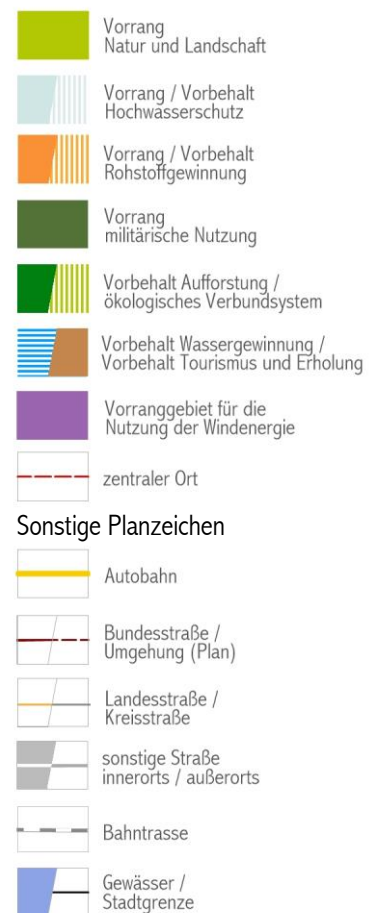 Vorrang
Natur und Landschaft
Vorrang / Vorbehalt
Hochwasserschutz
Vorrang / Vorbehalt
Rohstoffgewinnung
Vorrang
militärische Nutzung
Vorbehalt Aufforstung /
ökologisches Verbundsystem
Vorbehalt Wassergewinnung /
Vorbehalt Tourismus und Erholung
Vorranggebiet für die
Nutzung der Windenergie
zentraler Ort
Sonstige Planzeichen
Autobahn
Bundesstraße /
Umgehung (Plan)
Landesstraße /
Kreisstraße
sonstige Straße
innerorts / außerorts
Bahntrasse
Gewässer /
Stadtgrenze